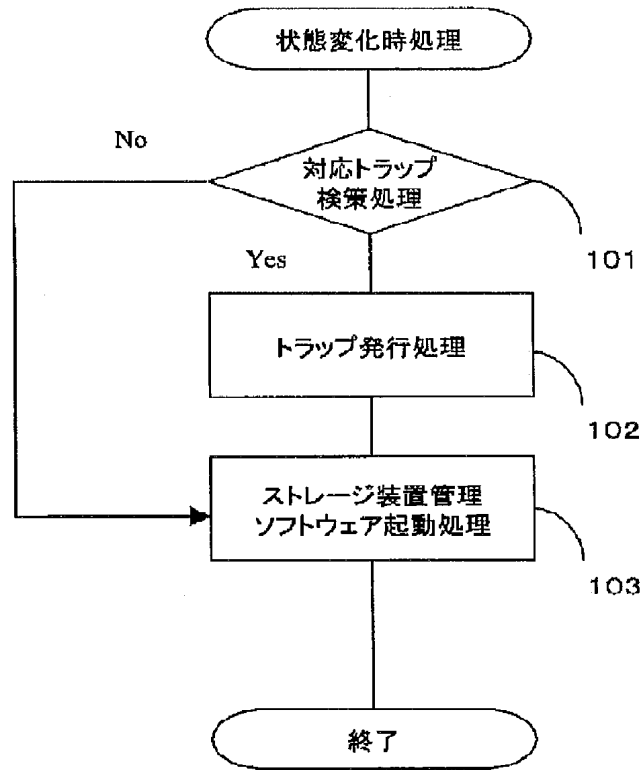 状態変化時処理
No
対応トラップ
検策処理
101
Yes
トラップ発行処理
102
ストレージ装置管理
ソフトウェア起動処理
103
終了